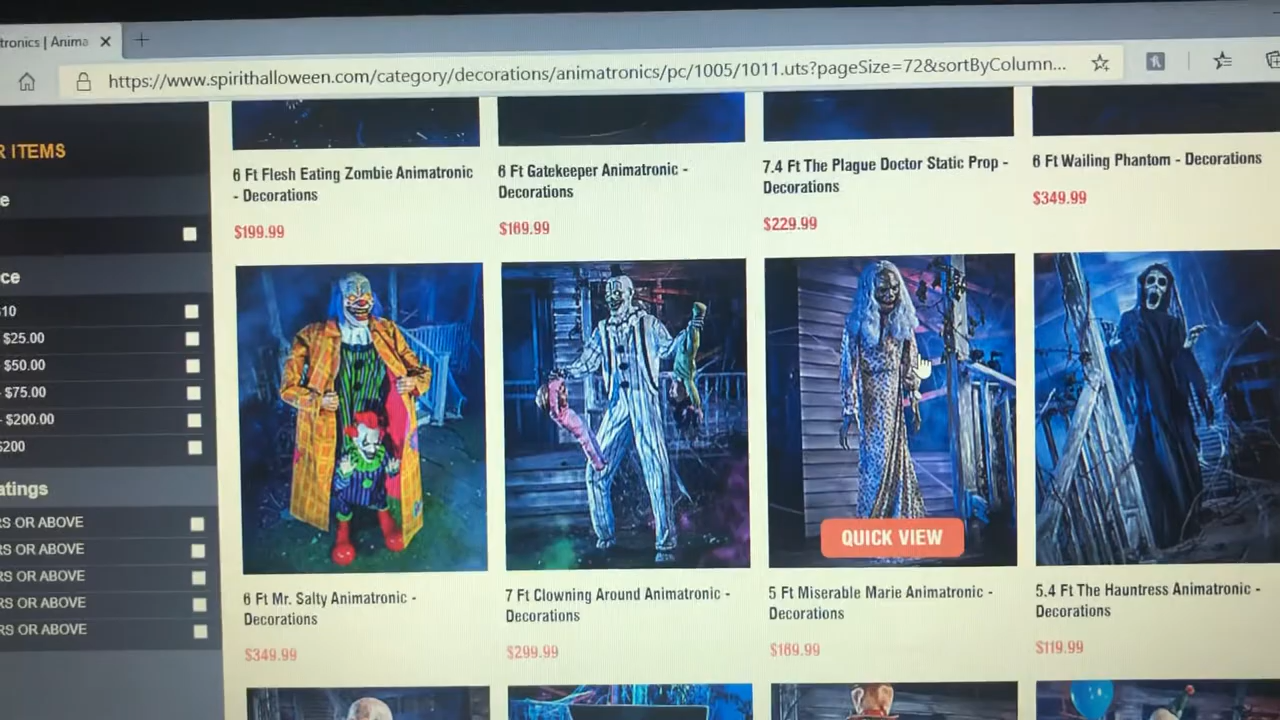 tronics | Anima
https://www.spirithalloween.com/category/decorations/animatronics/pc/1005/1011.uts?pageSize=72&sortByColumn...
R ITEMS
e
ce
$10
- $25.00
- $50.00
- $75.00
- $200.00
$200
atings
RS OR ABOVE
RS OR ABOVE
RS OR ABOVE
RS OR ABOVE
RS OR ABOVE
6 Ft Flesh Eating Zombie Animatronic
- Decorations
$199.99
6 Ft Gatekeeper Animatronic -
Decorations
$169.99
7.4 Ft The Plague Doctor Static Prop -
Decorations
$229.99
6 Ft Wailing Phantom - Decorations
$349.99
QUICK VIEW
6 Ft Mr. Salty Animatronic -
Decorations
$349.99
7 Ft Clowning Around Animatronic -
Decorations
$299.99
5 Ft Miserable Marie Animatronic -
Decorations
$169.99
5.4 Ft The Hauntress Animatronic -
Decorations
$119.99